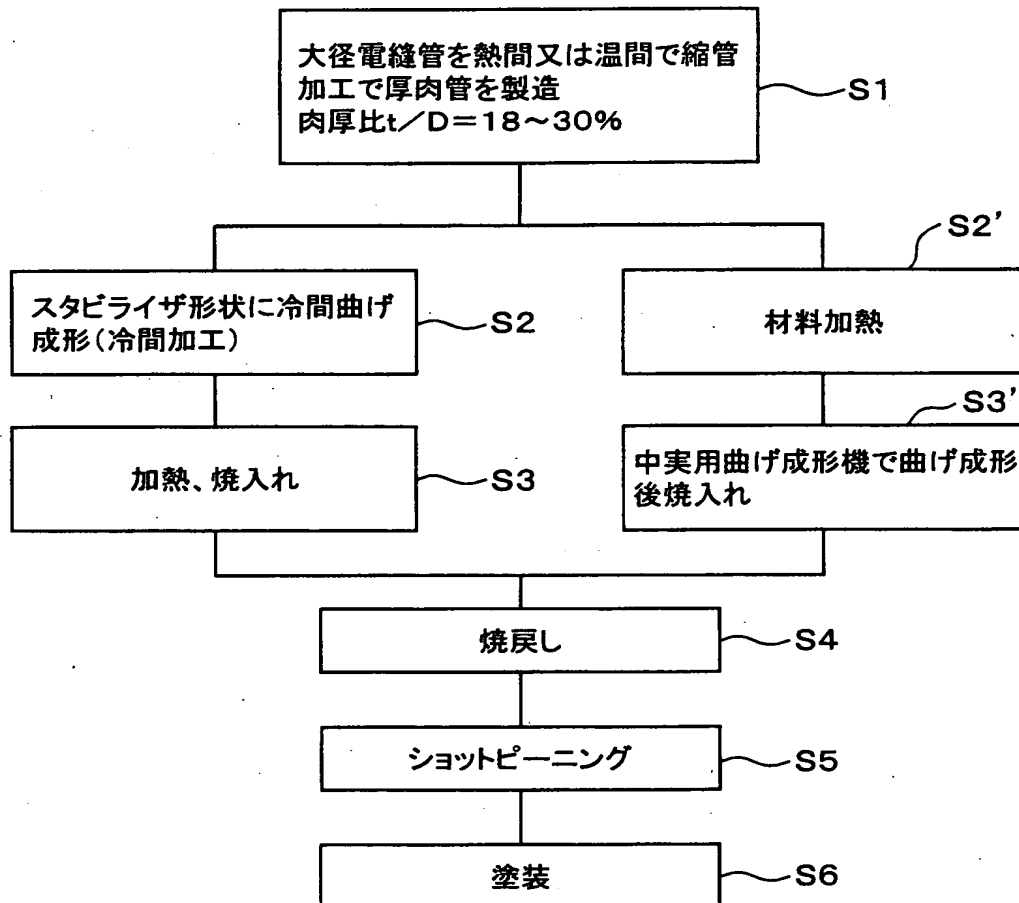 大径電縫管を熱間又は温間で縮管
加工で厚肉管を製造
肉厚比t／D＝18～30%
S1
S2'
スタビライザ形状に冷間曲げ
成形(冷間加工)
S2
材料加熱
S3'
加熱、焼入れ
S3
中実用曲げ成形機で曲げ成形
後焼入れ
焼戻し
S4
ショットピーニング
S5
塗装
S6